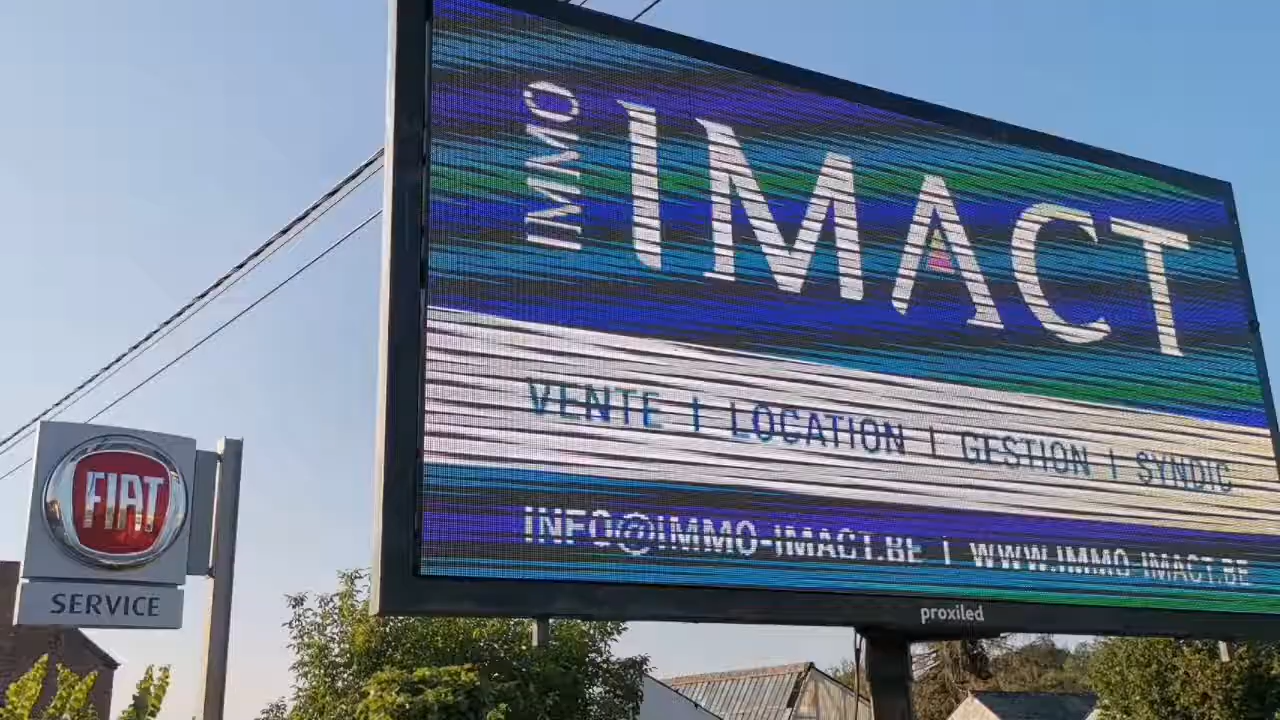 IMMO
IMACT
VENTE | LOCATION | GESTION | SYNDIC
INFO@IMMO-IMACT.BE | WWW.IMMO-IMACT.BE
proxiled
FIAT
SERVICE